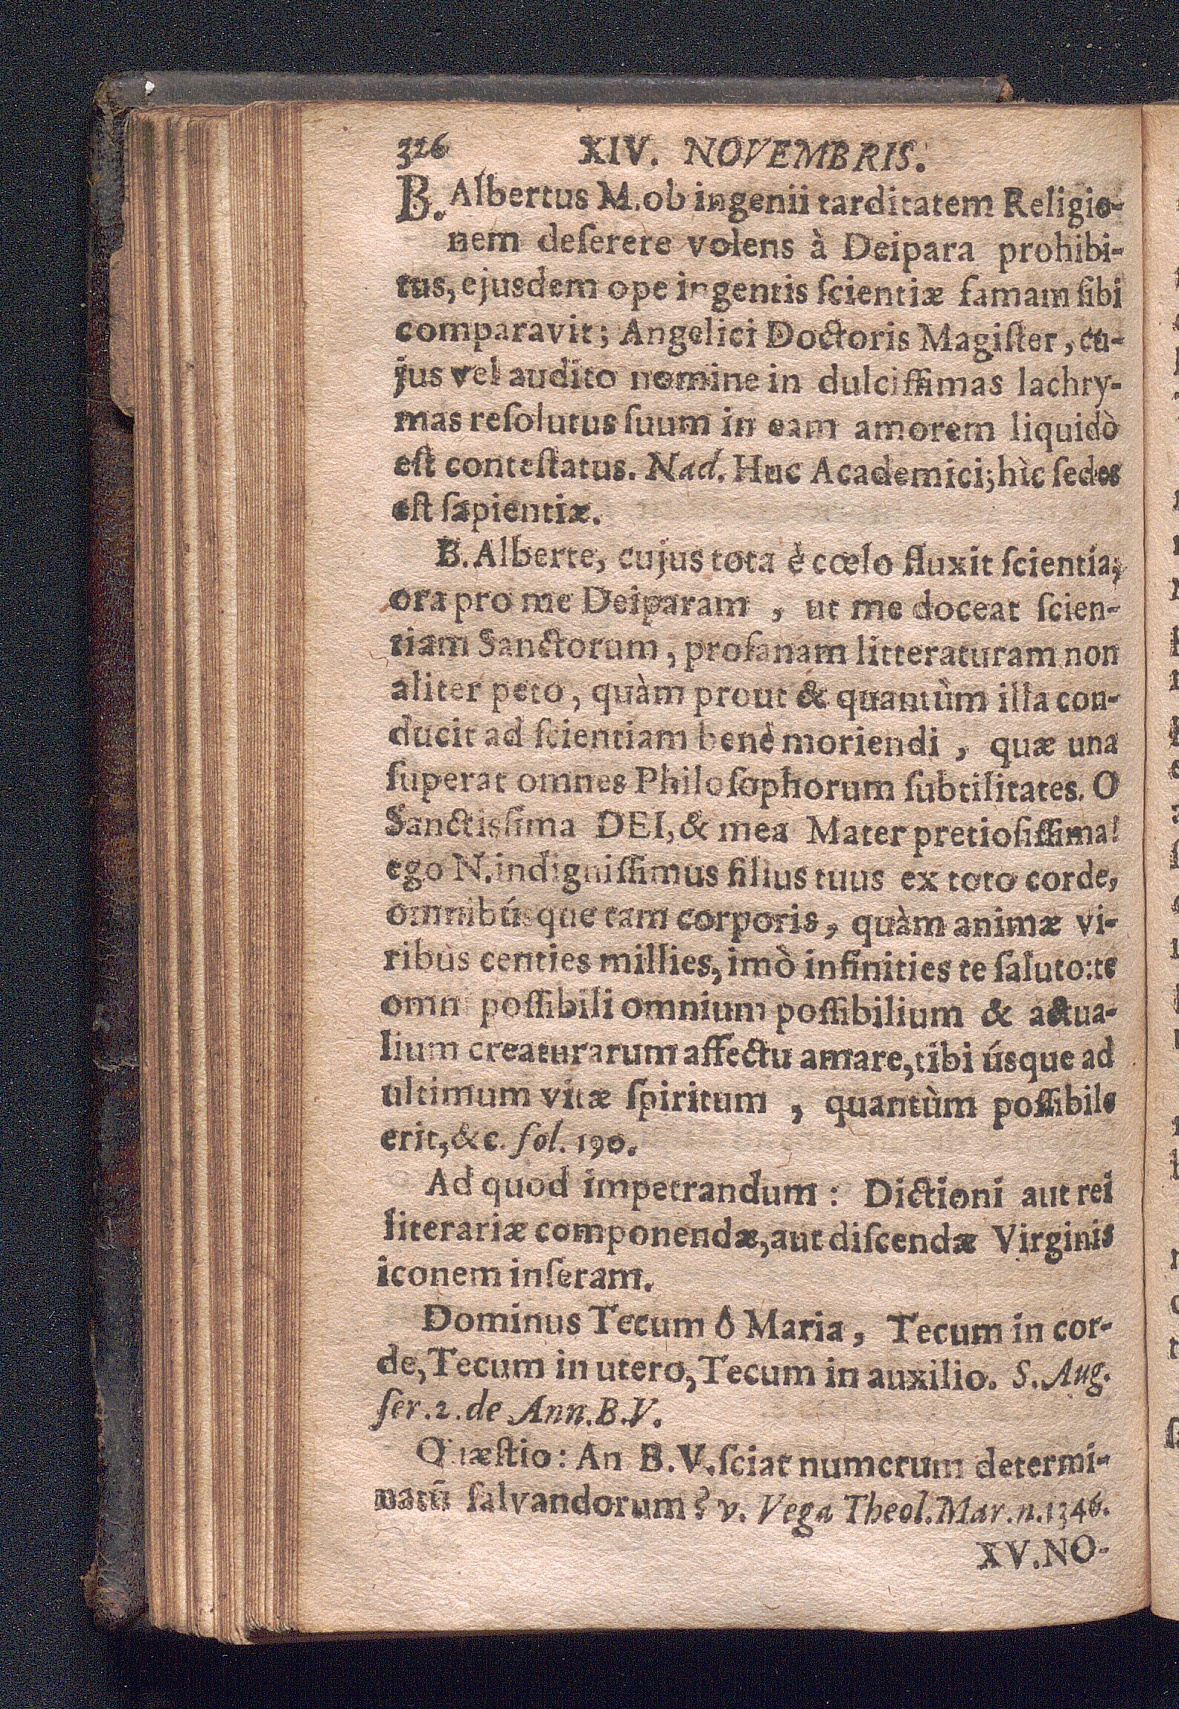 326 XIV. NOVEMBRIS.
B. Albertus M. ob ingenii tarditatem Religio-
nem deſerere volens à Deipara prohibi-
tus, ejusdem ope ingentis ſcientiæ famam ſibi
comparavit; Angelici Doctoris Magiſter, cu-
jus vel audito nomine in dulciſſimas lachry-
mas reſolutus ſuum in eam amorem liquidò
eſt conteſtatus. Nad. Huc Academici; hìc ſedes
eſt ſapientiæ.
B. Alberte, cujus tota è cœlo fluxit ſcientia;
ora pro me Deiparam , ut me doceat ſcien-
tiam Sanctorum, profanam litteraturam non
aliter peto, quàm prout & quantùm illa con-
ducit ad ſcientiam benè moriendi , quæ una
ſuperat omnes Philoſophorum ſubtilitates. O
Sanctisſima DEI, & mea Mater pretioſiſſima!
ego N. indigniſſimus filius tuus ex toto corde,
omnibúsque tam corporis, quàm animæ vi-
ribùs centies millies, imò infinities te ſaluto: te
omni poſſibili omnium poſſibilium & actua-
lium creaturarum affectu amare, tibi úsque ad
ultimum vitæ ſpiritum , quantùm poſſibile
erit, &c. fol. 190.
Ad quod impetrandum : Dictioni aut rei
literariæ componendæ, aut diſcendæ Virginis
iconem inſeram.
Dominus Tecum ô Maria, Tecum in cor-
de, Tecum in utero, Tecum in auxilio. S. Aug.
ſer. 2. de Ann. B. V.
Quæſtio: An B. V. ſciat numerum determi-
natū ſalvandorum? v. Vega Theol. Mar. n. 1346.
XV. NO-